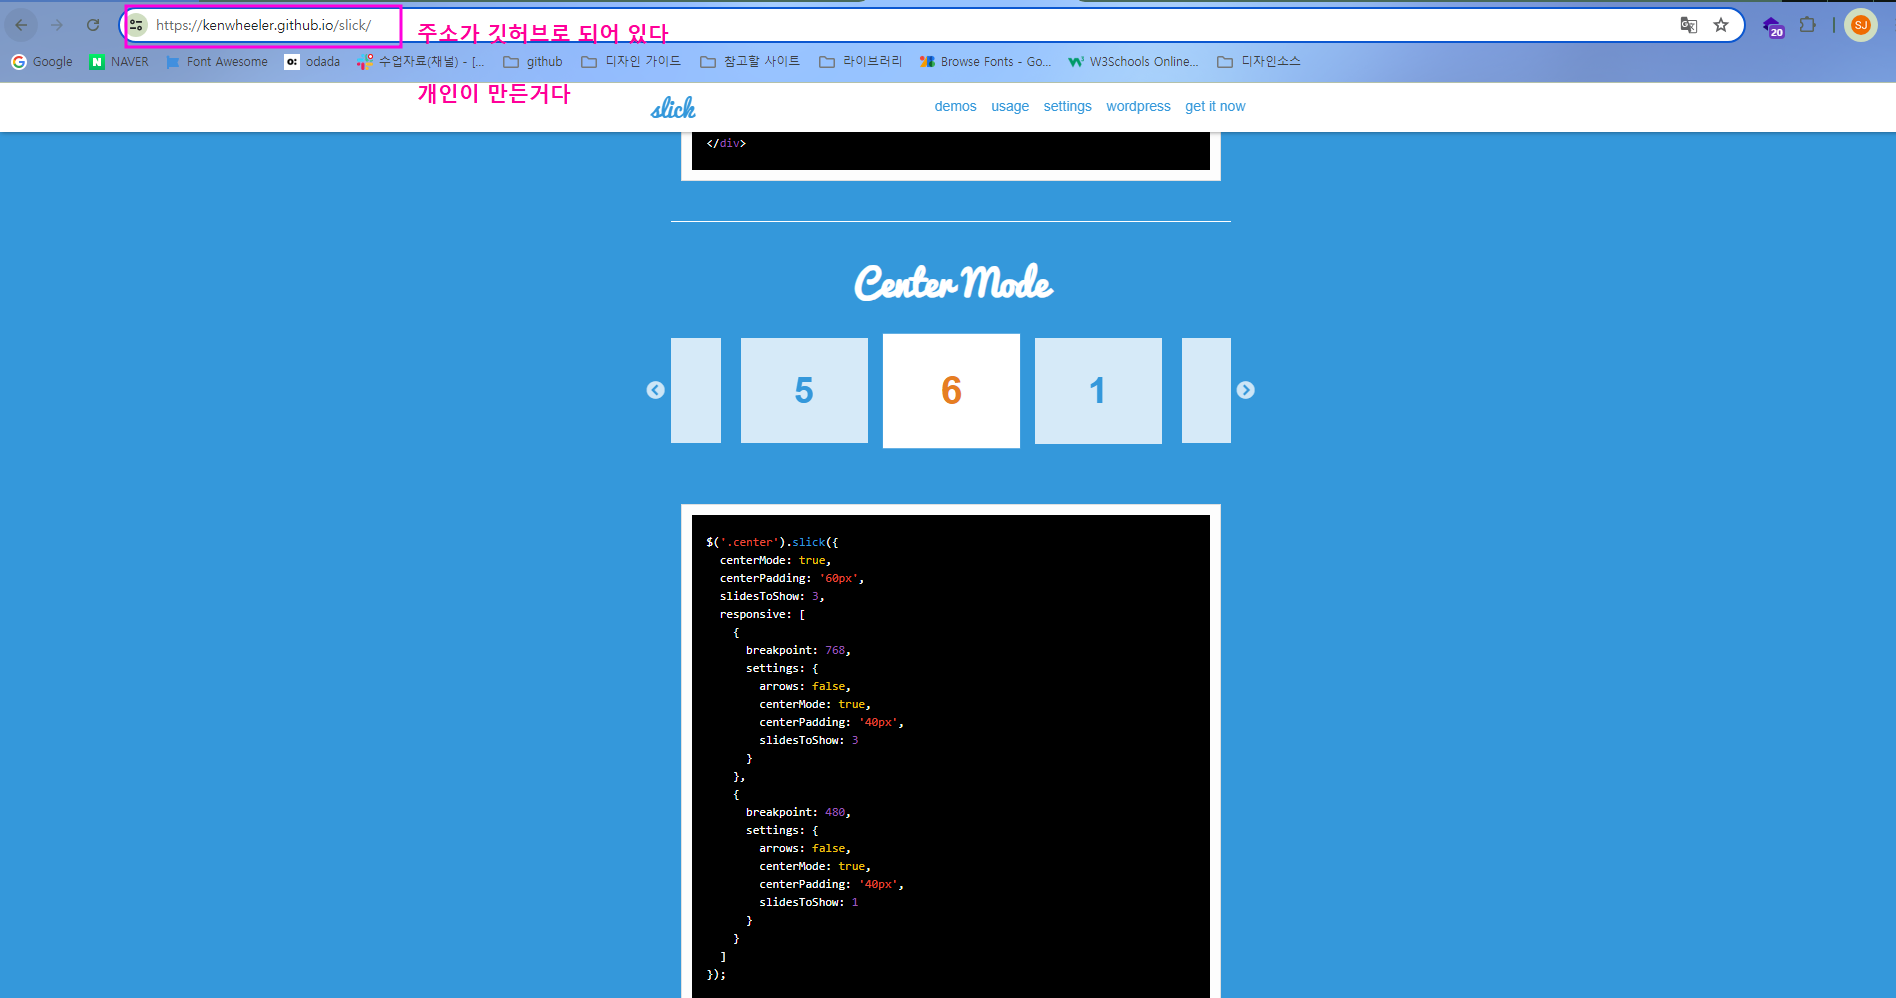 https://kenwheeler.github.io/slick/
주소가 깃허브로 되어 있다
20
SJ
Google
NAVER
Font Awesome
odada
수업자료(채널) - [...
github
디자인 가이드
참고할 사이트
라이브러리
Browse Fonts - Go...
W3Schools Online...
디자인소스
개인이 만든거다
slick
demos
usage
settings
wordpress
get it now
</div>
Center Mode
5
6
1
$('.center').slick({
  centerMode: true,
  centerPadding: '60px',
  slidesToShow: 3,
  responsive: [
    {
      breakpoint: 768,
      settings: {
        arrows: false,
        centerMode: true,
        centerPadding: '40px',
        slidesToShow: 3
      }
    },
    {
      breakpoint: 480,
      settings: {
        arrows: false,
        centerMode: true,
        centerPadding: '40px',
        slidesToShow: 1
      }
    }
  ]
});